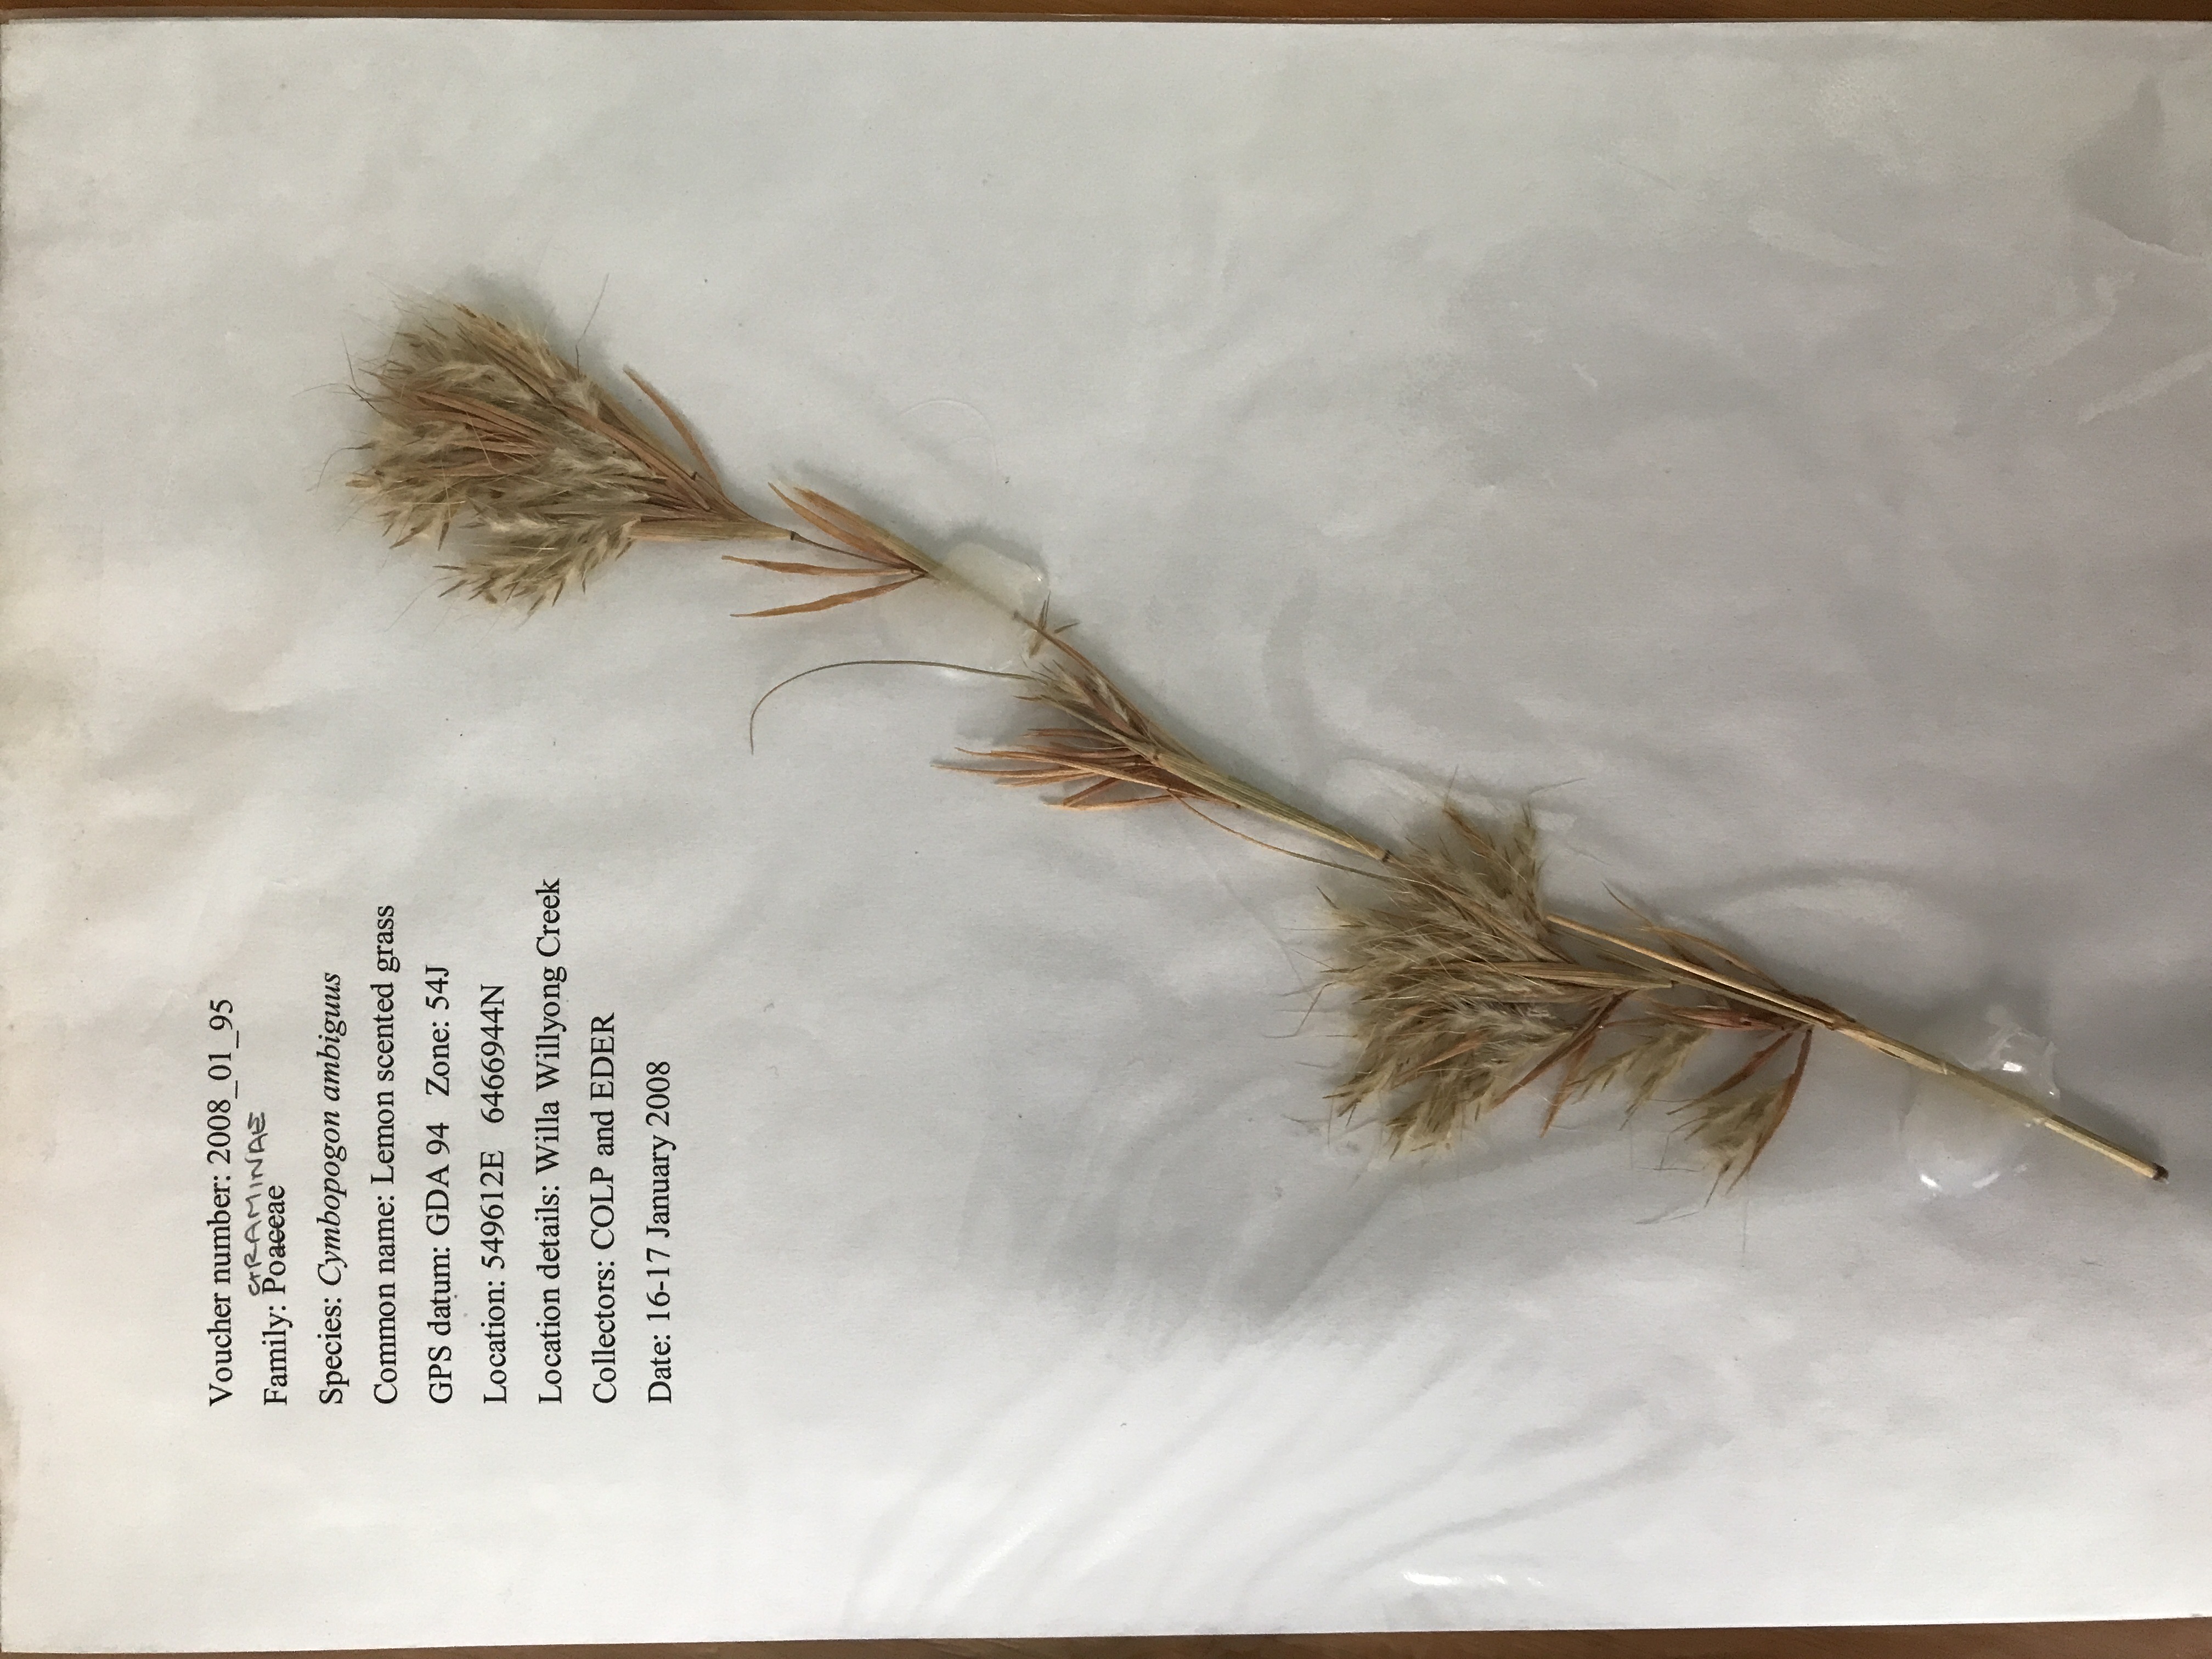 Voucher number: 2008_01_95
GRAMINAE
Family: Poaceae
Species: Cymbopogon ambiguus
Common name: Lemon scented grass
GPS datum: GDA 94 Zone: 54J
Location: 549612E 6466944N
Location details: Willa Willyong Creek
Collectors: COLP and EDER
Date: 16-17 January 2008